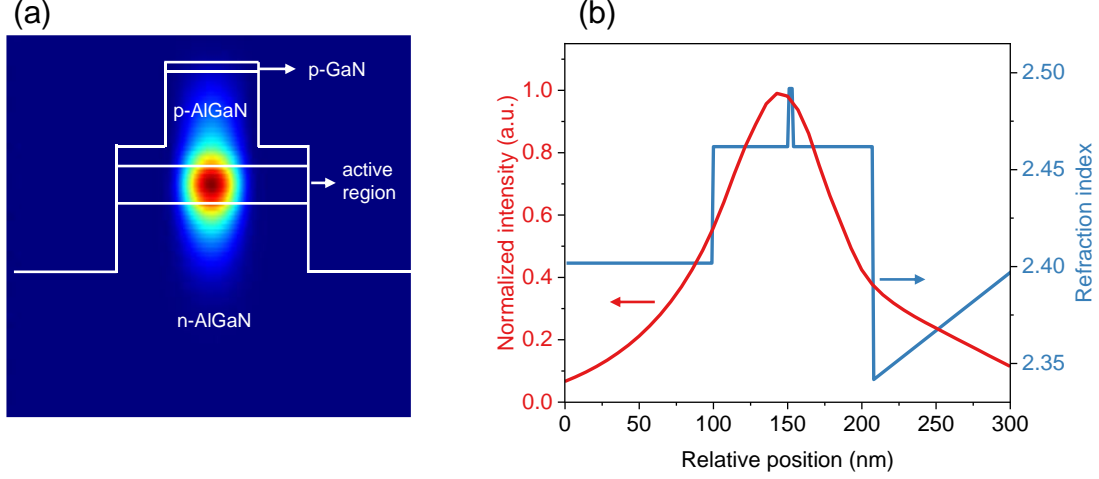 (a)
p-GaN
p-AlGaN
active
region
n-AlGaN
(b)
Normalized intensity (a.u.)
1.0
0.8
0.6
0.4
0.2
0.0
2.50
2.45
2.40
2.35
Refraction index
0
50
100
150
200
250
300
Relative position (nm)